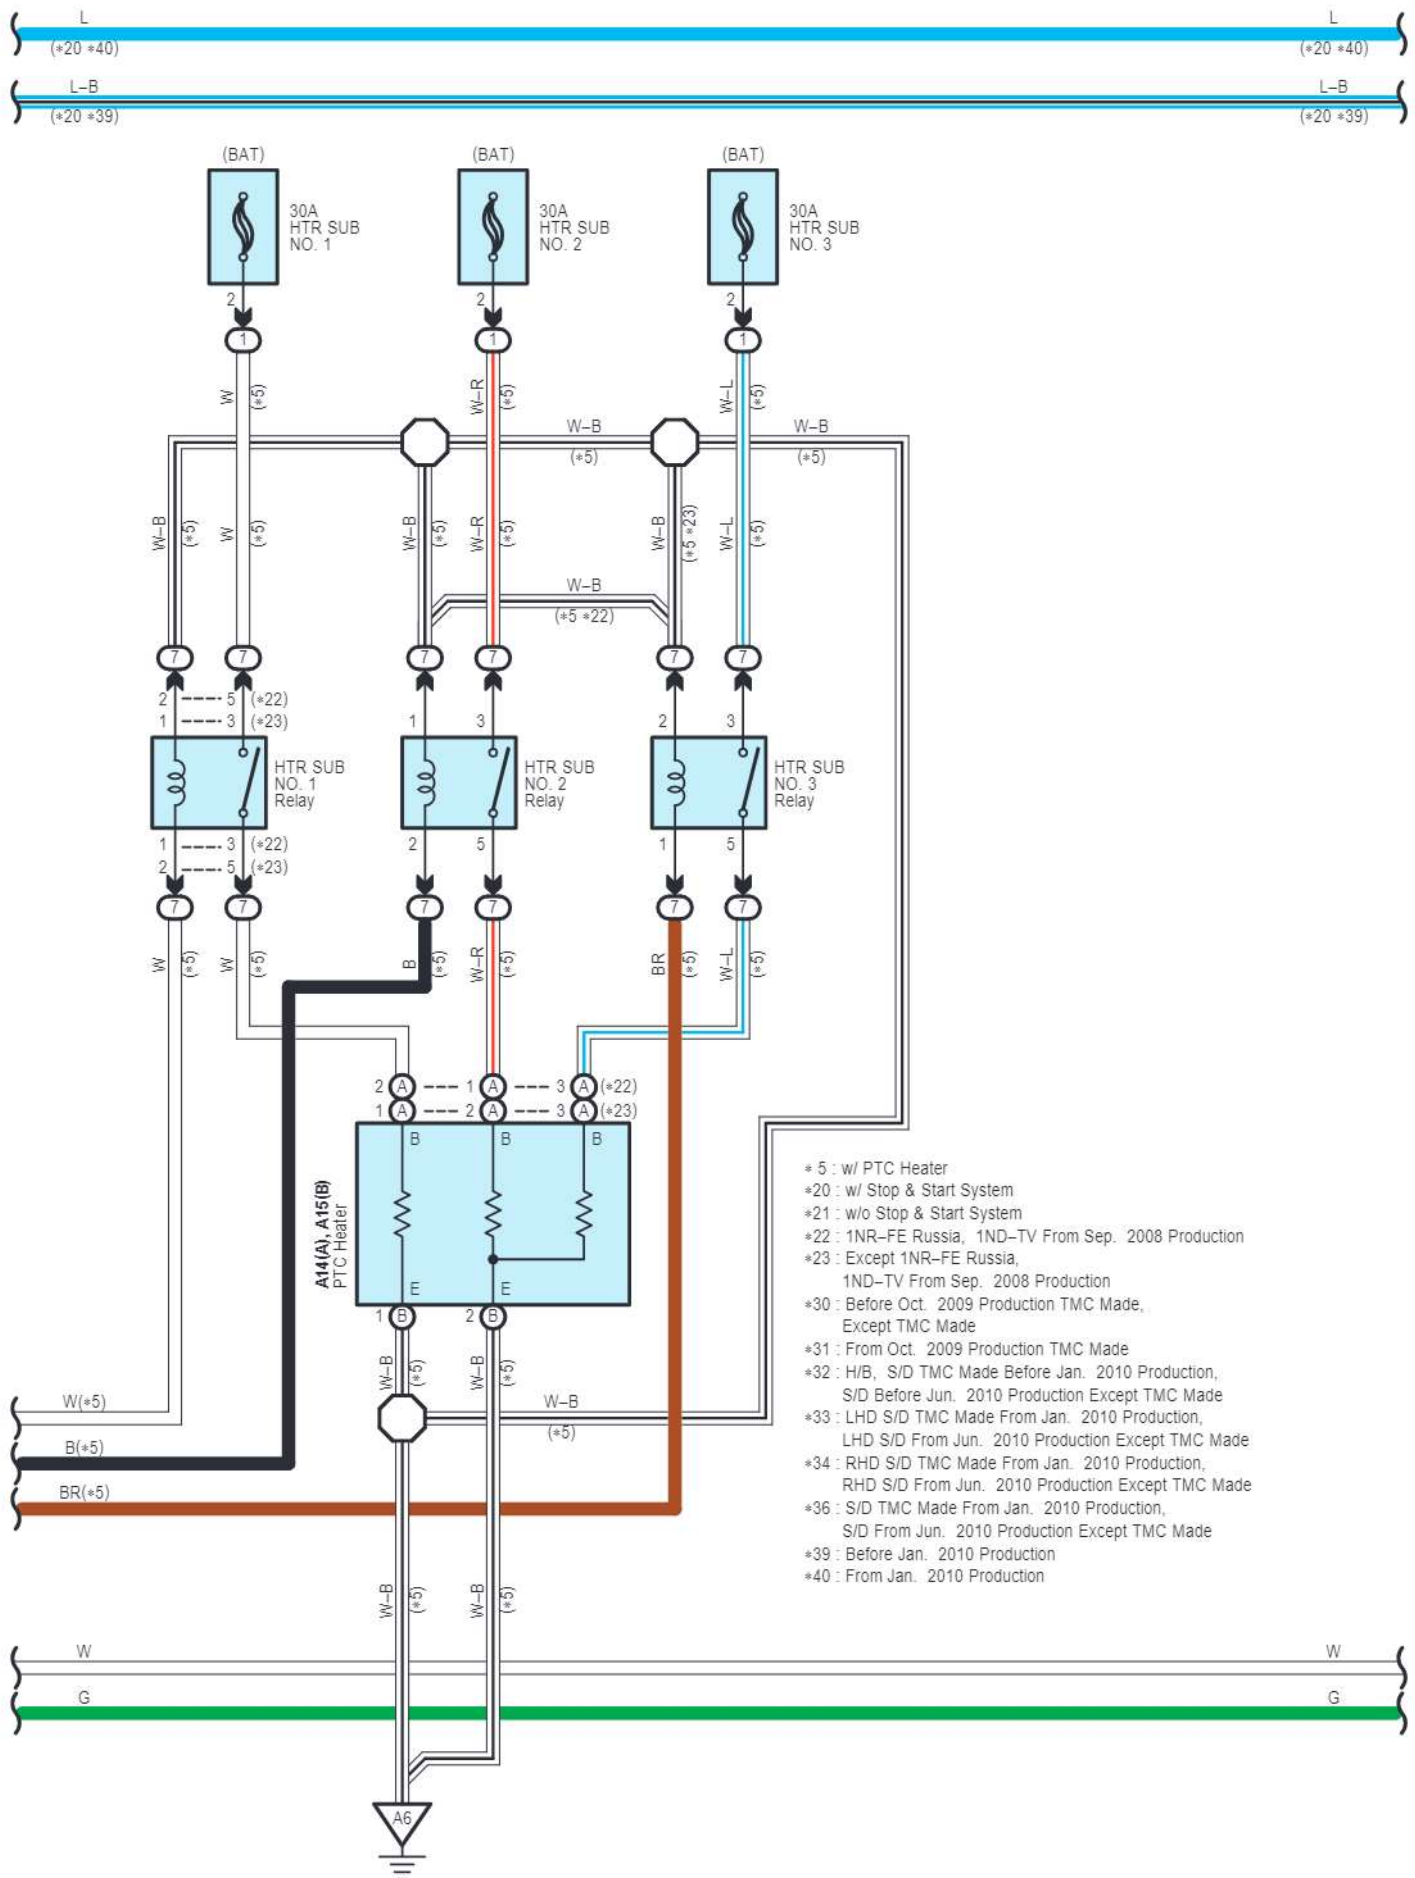 L L
(*20 *40) (*20 *40)
L–B L–B
(*20 *39) (*20 *39)
(BAT) (BAT) (BAT)
30A 30A 30A
HTR SUB HTR SUB HTR SUB
NO. 1 NO. 2 NO. 3
2 2 2
1 1 1
W (*5) W–R (*5) W–L (*5)
W–B W–B
(*5) (*5)
W–B (*5) W (*5) W–B (*5) W–R (*5) W–B (*5 *23) W–L (*5)
W–B
(*5 *22)
7 7 7 7 7 7
2 5 (*22)
1 3 (*23) 1 3 2 3
HTR SUB HTR SUB HTR SUB
NO. 1 NO. 2 NO. 3
Relay Relay Relay
1 3 (*22) 2 5 1 5
2 5 (*23)
7 7 7 7 7 7
W (*5) W (*5) B (*5) W–R (*5) BR (*5) W–L (*5)
2 A 1 A 3 A (*22)
1 A 2 A 3 A (*23)
B B B
A14(A), A15(B)
PTC Heater
E E
1 B 2 B
W–B (*5) W–B (*5)
W–B
(*5)
W(*5)
B(*5)
BR(*5)
* 5 : w/ PTC Heater
*20 : w/ Stop & Start System
*21 : w/o Stop & Start System
*22 : 1NR–FE Russia, 1ND–TV From Sep. 2008 Production
*23 : Except 1NR–FE Russia,
1ND–TV From Sep. 2008 Production
*30 : Before Oct. 2009 Production TMC Made,
Except TMC Made
*31 : From Oct. 2009 Production TMC Made
*32 : H/B, S/D TMC Made Before Jan. 2010 Production,
S/D Before Jun. 2010 Production Except TMC Made
*33 : LHD S/D TMC Made From Jan. 2010 Production,
LHD S/D From Jun. 2010 Production Except TMC Made
*34 : RHD S/D TMC Made From Jan. 2010 Production,
RHD S/D From Jun. 2010 Production Except TMC Made
*36 : S/D TMC Made From Jan. 2010 Production,
S/D From Jun. 2010 Production Except TMC Made
*39 : Before Jan. 2010 Production
*40 : From Jan. 2010 Production
W–B (*5) W–B (*5)
W W
G G
A6